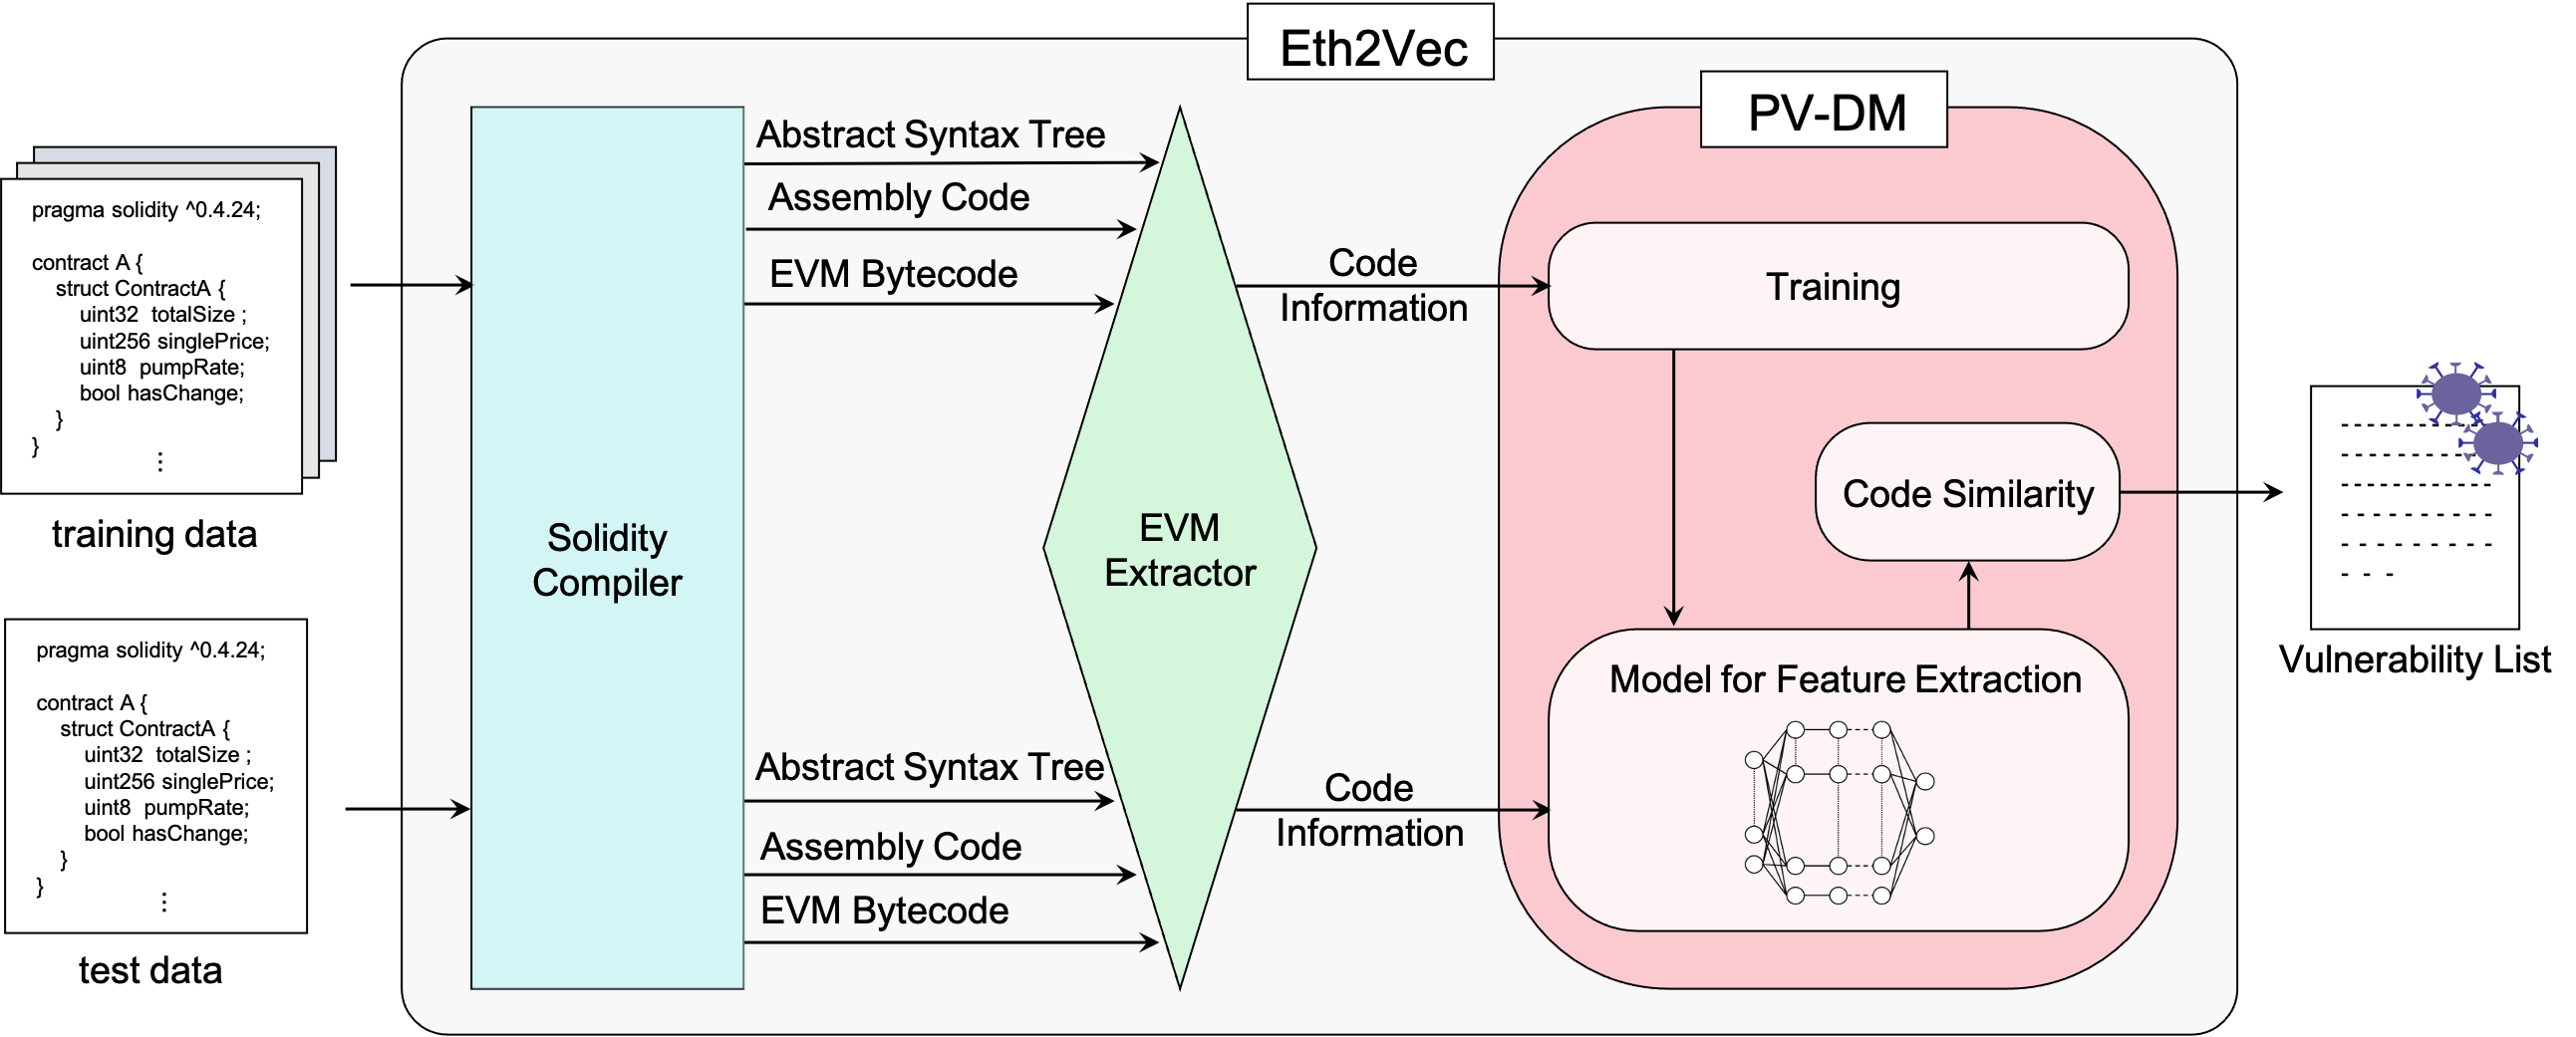 Eth2Vec
PV-DM
pragma solidity ^0.4.24;
contract A {
struct ContractA {
uint32 totalSize ;
uint256 singlePrice;
uint8 pumpRate;
bool hasChange;
}
}
⋮
training data
pragma solidity ^0.4.24;
contract A {
struct ContractA {
uint32 totalSize ;
uint256 singlePrice;
uint8 pumpRate;
bool hasChange;
}
}
⋮
test data
Solidity
Compiler
Abstract Syntax Tree
Assembly Code
EVM Bytecode
Abstract Syntax Tree
Assembly Code
EVM Bytecode
EVM
Extractor
Code
Information
Code
Information
Training
Code Similarity
Model for Feature Extraction
Vulnerability List